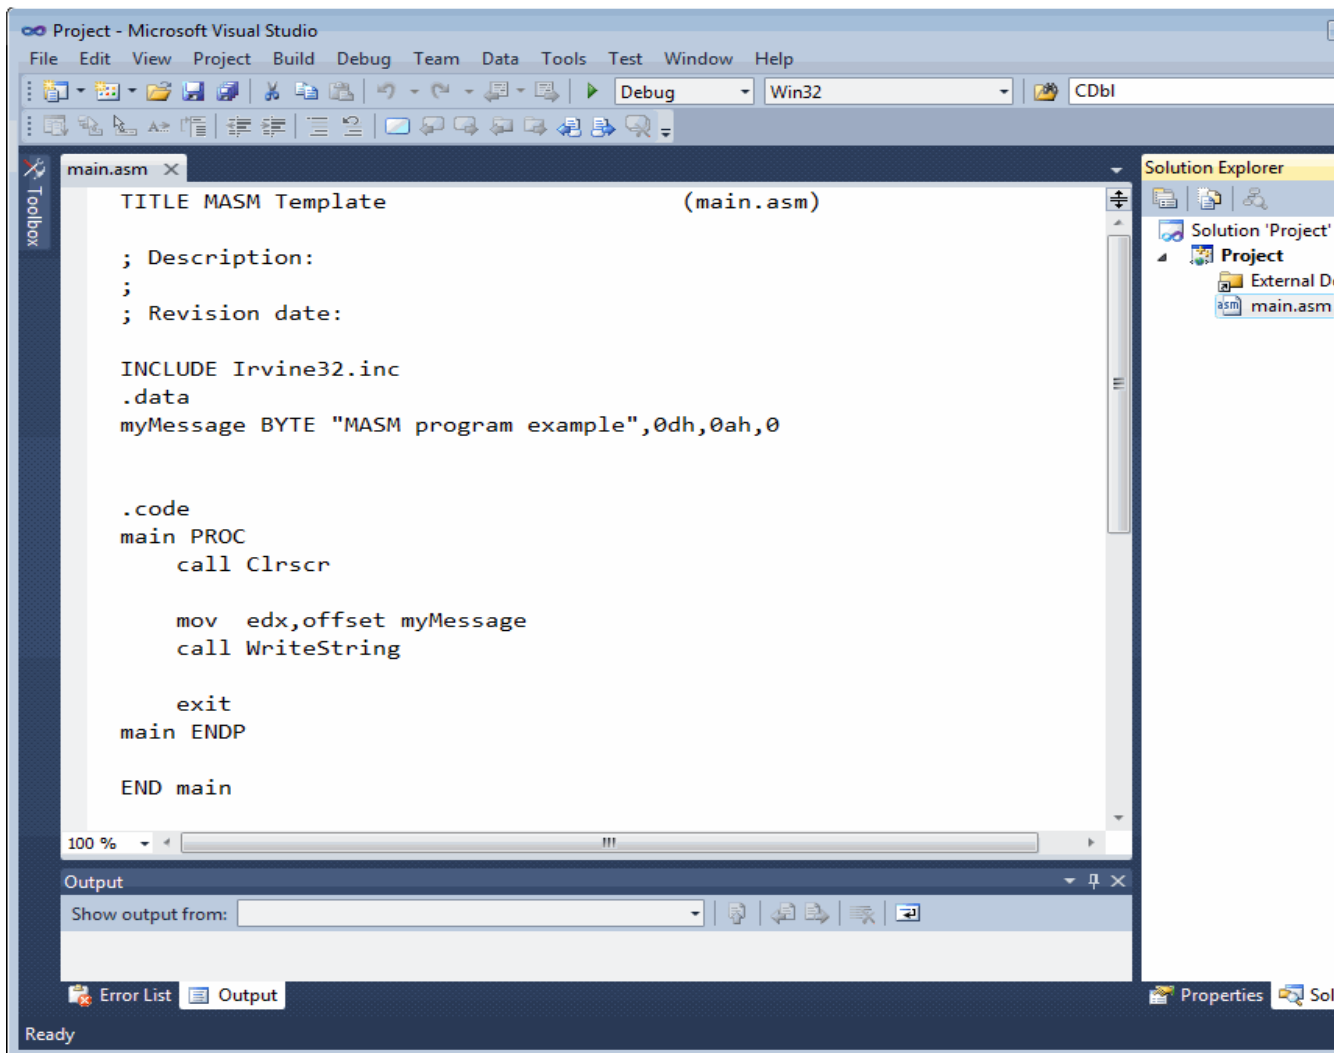 Project - Microsoft Visual Studio
File Edit View Project Build Debug Team Data Tools Test Window Help
Debug Win32 CDbl
Toolbox
main.asm
TITLE MASM Template (main.asm)
; Description:
;
; Revision date:
INCLUDE Irvine32.inc
.data
myMessage BYTE "MASM program example",0dh,0ah,0
.code
main PROC
call Clrscr
mov edx,offset myMessage
call WriteString
exit
main ENDP
END main
100 %
Output
Show output from:
Error List Output
Ready
Solution Explorer
Solution 'Project'
Project
External D
asm main.asm
Properties Sol